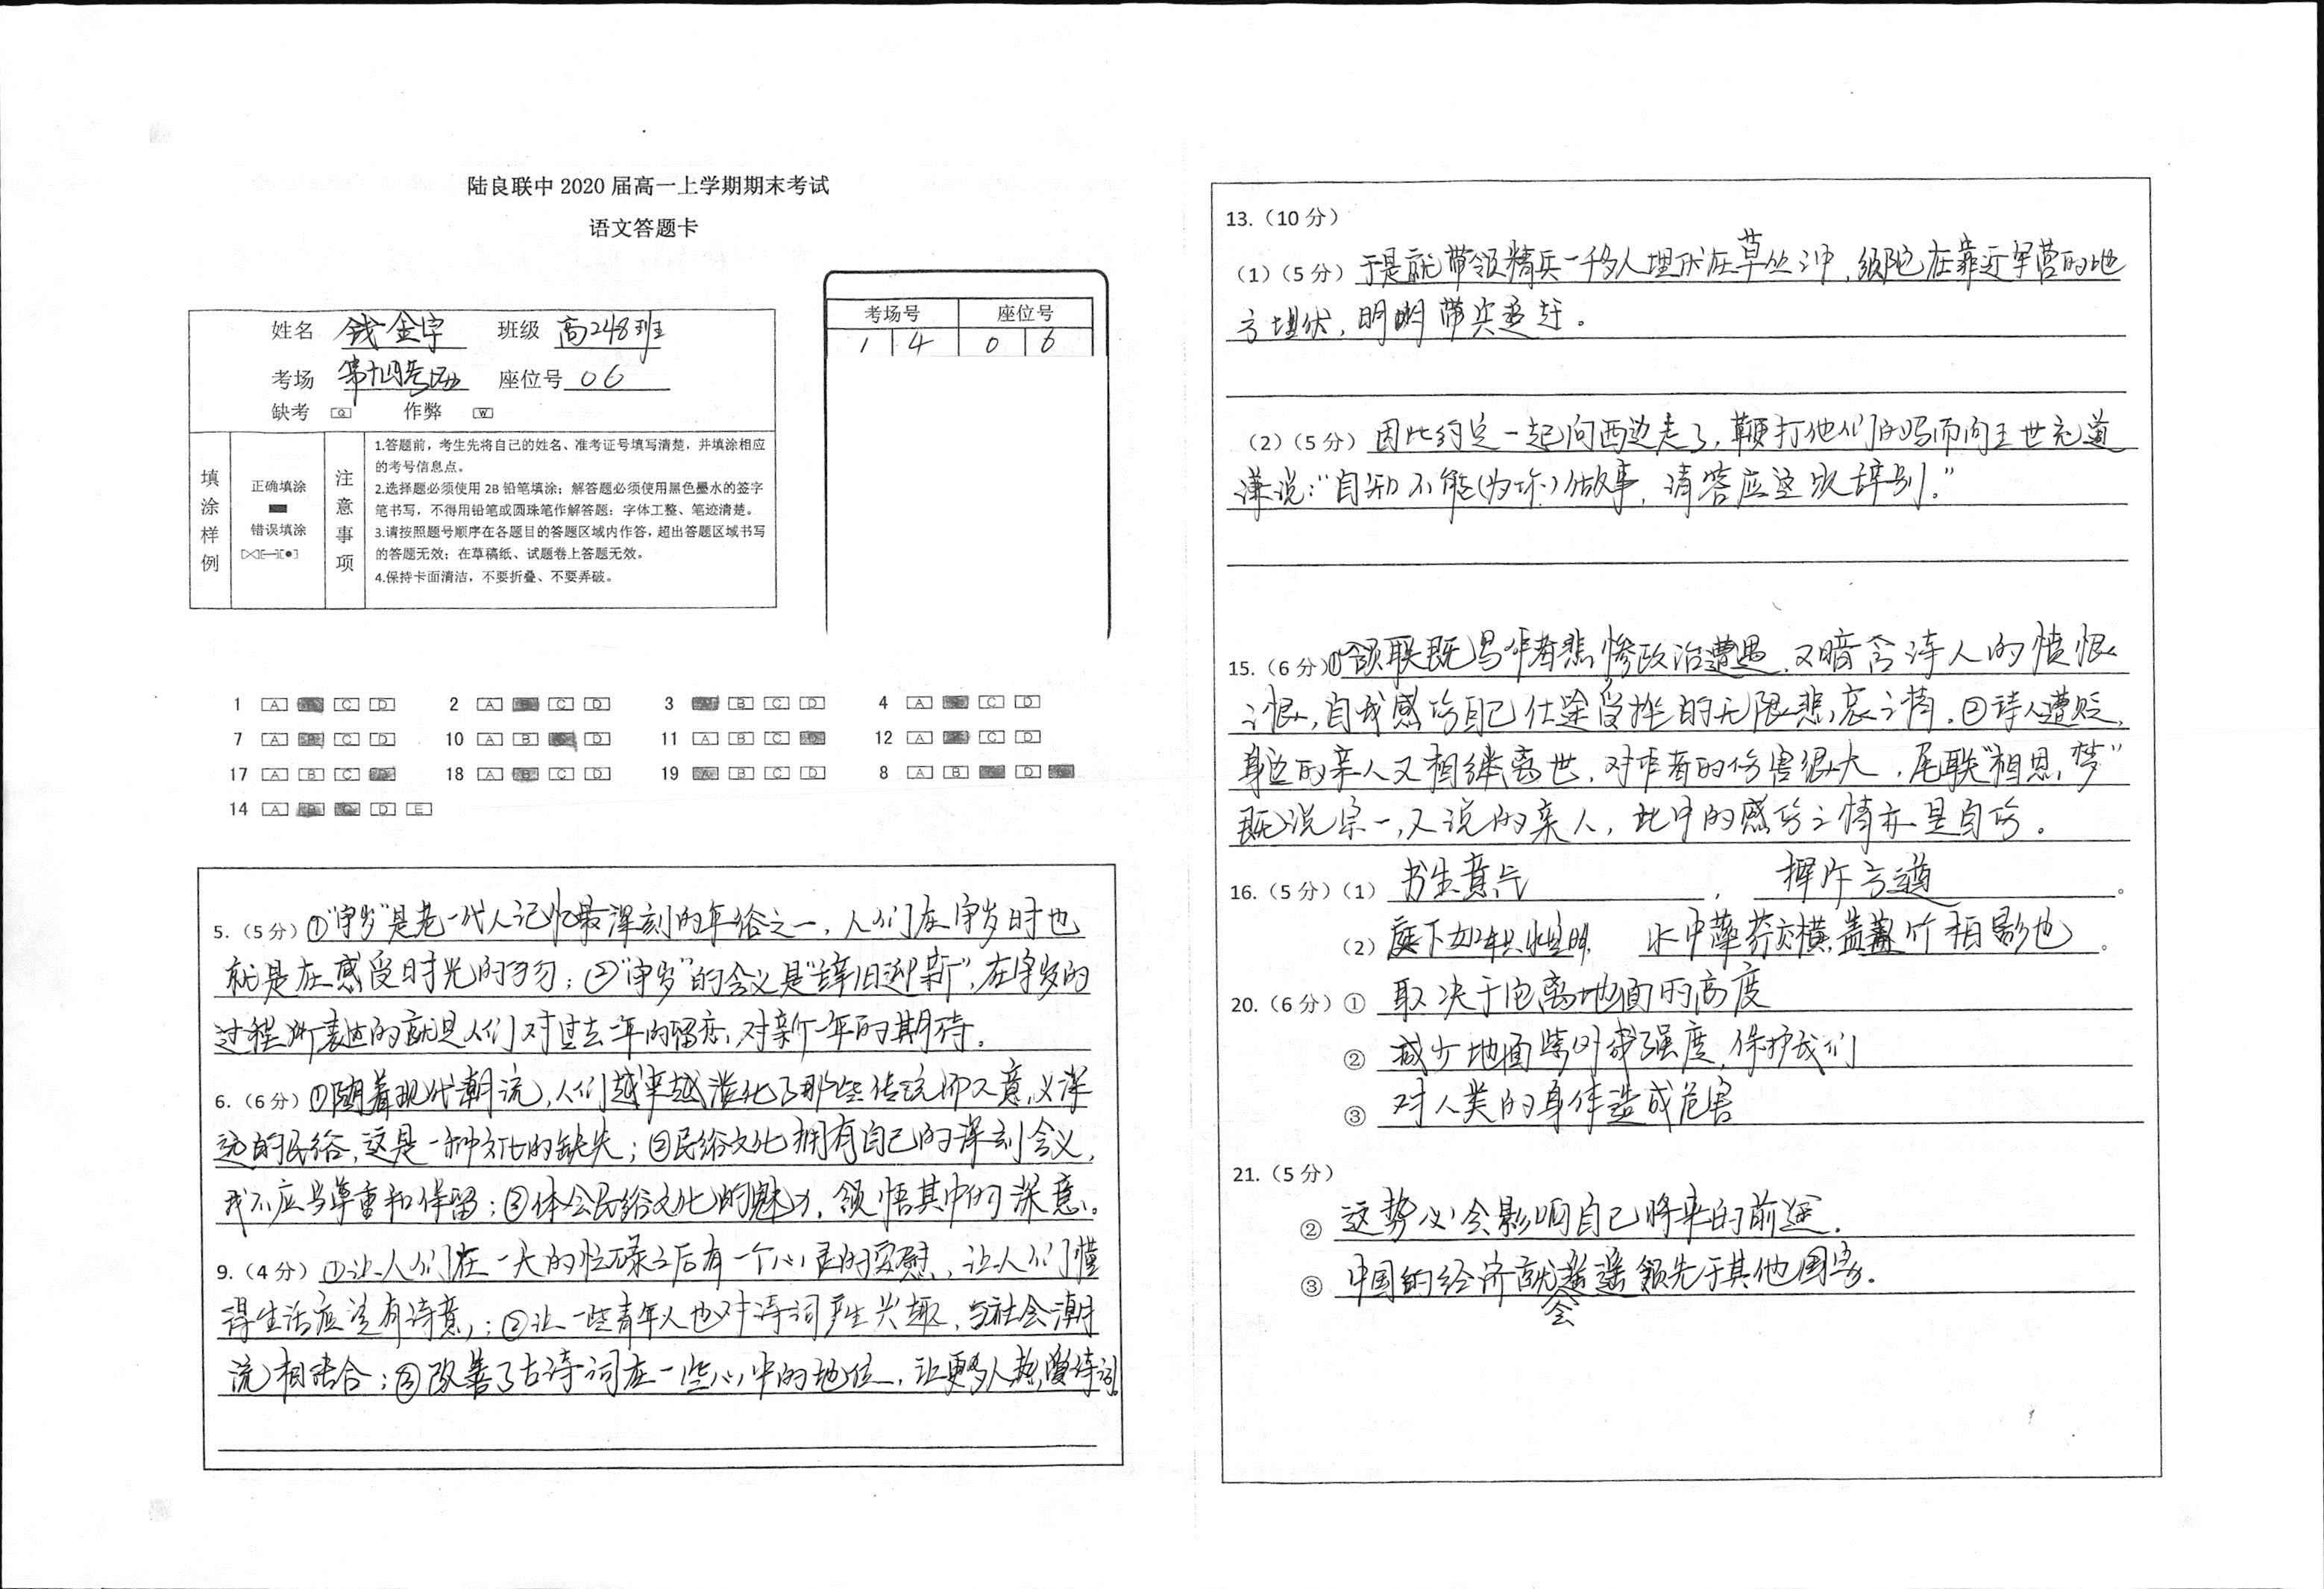 陆良联中 2020 届高一上学期期末考试
语文答题卡
姓名 钱金宇 班级 高248班
考场 第十四考场 座位号 06
缺考 [Q] 作弊 [W]
考场号 座位号
1 4 0 6
填涂样例
正确填涂
错误填涂
注意事项
1.答题前，考生先将自己的姓名、准考证号填写清楚，并填涂相应
的考号信息点。
2.选择题必须使用 2B 铅笔填涂；解答题必须使用黑色墨水的签字
笔书写，不得用铅笔或圆珠笔作解答题；字体工整、笔迹清楚。
3.请按照题号顺序在各题目的答题区域内作答，超出答题区域书写
的答题无效；在草稿纸、试题卷上答题无效。
4.保持卡面清洁，不要折叠、不要弄破。
1 [A] [C] [D] 2 [A] [C] [D] 3 [B] [C] [D] 4 [A] [C] [D]
7 [A] [C] [D] 10 [A] [B] [D] 11 [A] [B] [C] 12 [A] [C] [D]
17 [A] [B] [C] 18 [A] [C] [D] 19 [B] [C] [D] 8 [A] [B] [D]
14 [A] [D] [E]
5.（5 分）①“守岁”是老一代人记忆最深刻的年俗之一，人们在守岁时也
就是在感受时光的；②“守岁”的含义是“辞旧迎新”，在守岁的
过程所表达的就是人们对过去一年的留恋，对新一年的期待。
6.（6 分）①随着现代潮流，人们越来越淡化了那些传统而又意义深
远的民俗，这是一种文化的缺失；②民俗文化拥有自己的深刻含义，
我们应当尊重和保留；③体会民俗文化的魅力，领悟其中的深意。
9.（4 分）①让人们在一天的忙碌之后有一个心灵的安慰，让人们懂
得生活应该有诗意；②让一些青年人也对诗词产生兴趣，与社会潮
流相结合；③改善了古诗词在一些心中的地位，让更多人热爱诗词。
13.（10 分）
（1）（5 分）于是就带领精兵一千多人埋伏在草丛之中，须陀在靠近军营的地
方埋伏，明明带兵追赶。
（2）（5 分）因此约定一起向西边走了，鞭打他们的马而向王世充道
谦说：“自知不能(为你)做事，请答应这次辞别。”
15.（6 分）①颔联既写作者悲惨政治遭遇，又暗含诗人的愤恨
之恨，自我感伤自己仕途受挫的无限悲哀之情。②诗人遭贬，
身边的亲人又相继离世，对作者的伤害很大，尾联“相思梦”
既说宗一，又说的亲人，此中的感伤之情亦是自伤。
16.（5 分）（1）书生意气，挥斥方遒。
（2）庭下如积水空明，水中藻荇交横，盖竹柏影也。
20.（6 分）① 取决于它离地面的高度
② 减少地面紫外线强度，保护我们
③ 对人类的身体造成危害
21.（5 分）
② 这势必会影响自己将来的前途.
③ 中国的经济就会遥遥领先于其他国家.